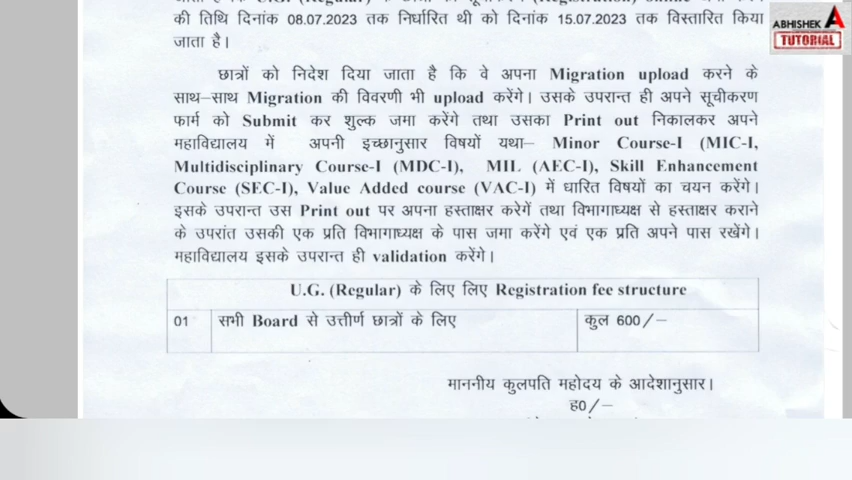 की तिथि दिनांक 08.07.2023 तक निर्धारित थी को दिनांक 15.07.2023 तक विस्तारित किया
जाता है।
ABHISHEK A
TUTORIAL
छात्रों को निदेश दिया जाता है कि वे अपना Migration upload करने के
साथ–साथ Migration की विवरणी भी upload करेंगे। उसके उपरान्त ही अपने सूचीकरण
फार्म को Submit कर शुल्क जमा करेंगे तथा उसका Print out निकालकर अपने
महाविद्यालय में अपनी इच्छानुसार विषयों यथा– Minor Course-I (MIC-I,
Multidisciplinary Course-I (MDC-I), MIL (AEC-I), Skill Enhancement
Course (SEC-I), Value Added course (VAC-I) में धारित विषयों का चयन करेंगे।
इसके उपरान्त उस Print out पर अपना हस्ताक्षर करेगें तथा विभागाध्यक्ष से हस्ताक्षर कराने
के उपरांत उसकी एक प्रति विभागाध्यक्ष के पास जमा करेंगे एवं एक प्रति अपने पास रखेंगे।
महाविद्यालय इसके उपरान्त ही validation करेंगे।
U.G. (Regular) के लिए लिए Registration fee structure
01 सभी Board से उत्तीर्ण छात्रों के लिए कुल 600/–
माननीय कुलपति महोदय के आदेशानुसार।
ह0/–